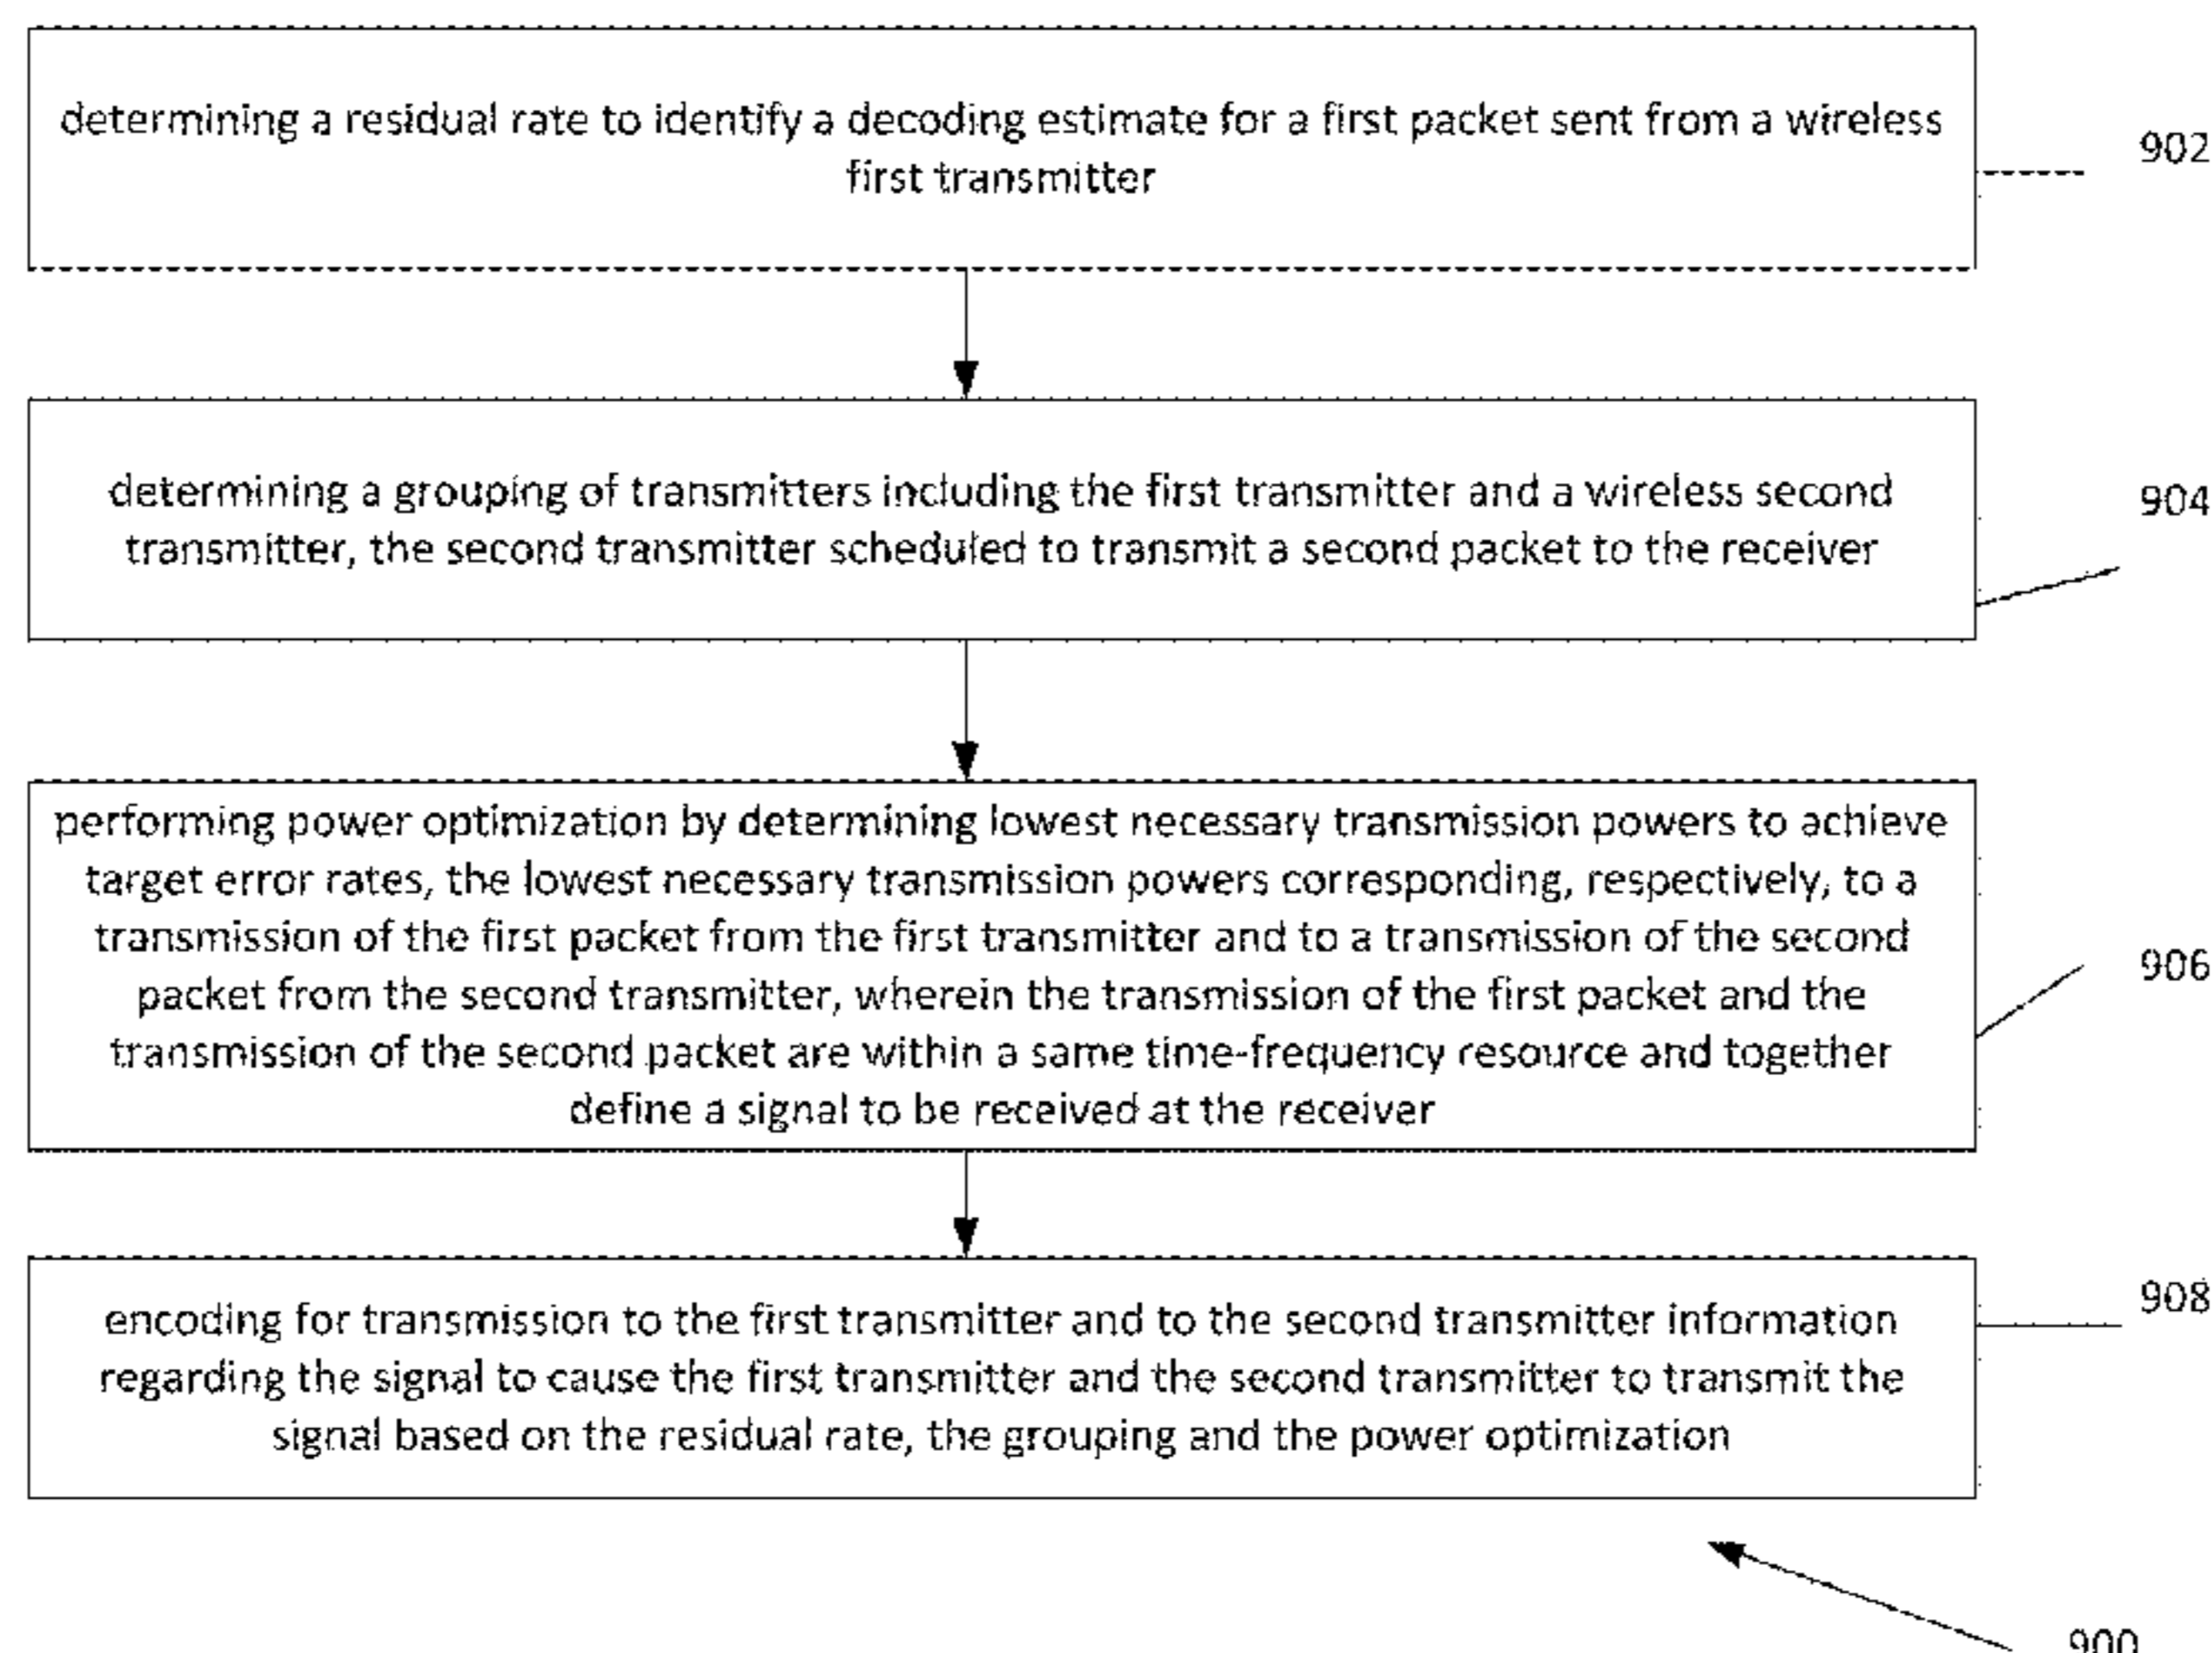 determining a residual rate to identify a decoding estimate for a first packet sent from a wireless
first transmitter
902
determining a grouping of transmitters including the first transmitter and a wireless second
transmitter, the second transmitter scheduled to transmit a second packet to the receiver
904
performing power optimization by determining lowest necessary transmission powers to achieve
target error rates, the lowest necessary transmission powers corresponding, respectively, to a
transmission of the first packet from the first transmitter and to a transmission of the second
packet from the second transmitter, wherein the transmission of the first packet and the
transmission of the second packet are within a same time-frequency resource and together
define a signal to be received at the receiver
906
encoding for transmission to the first transmitter and to the second transmitter information
regarding the signal to cause the first transmitter and the second transmitter to transmit the
signal based on the residual rate, the grouping and the power optimization
908
900